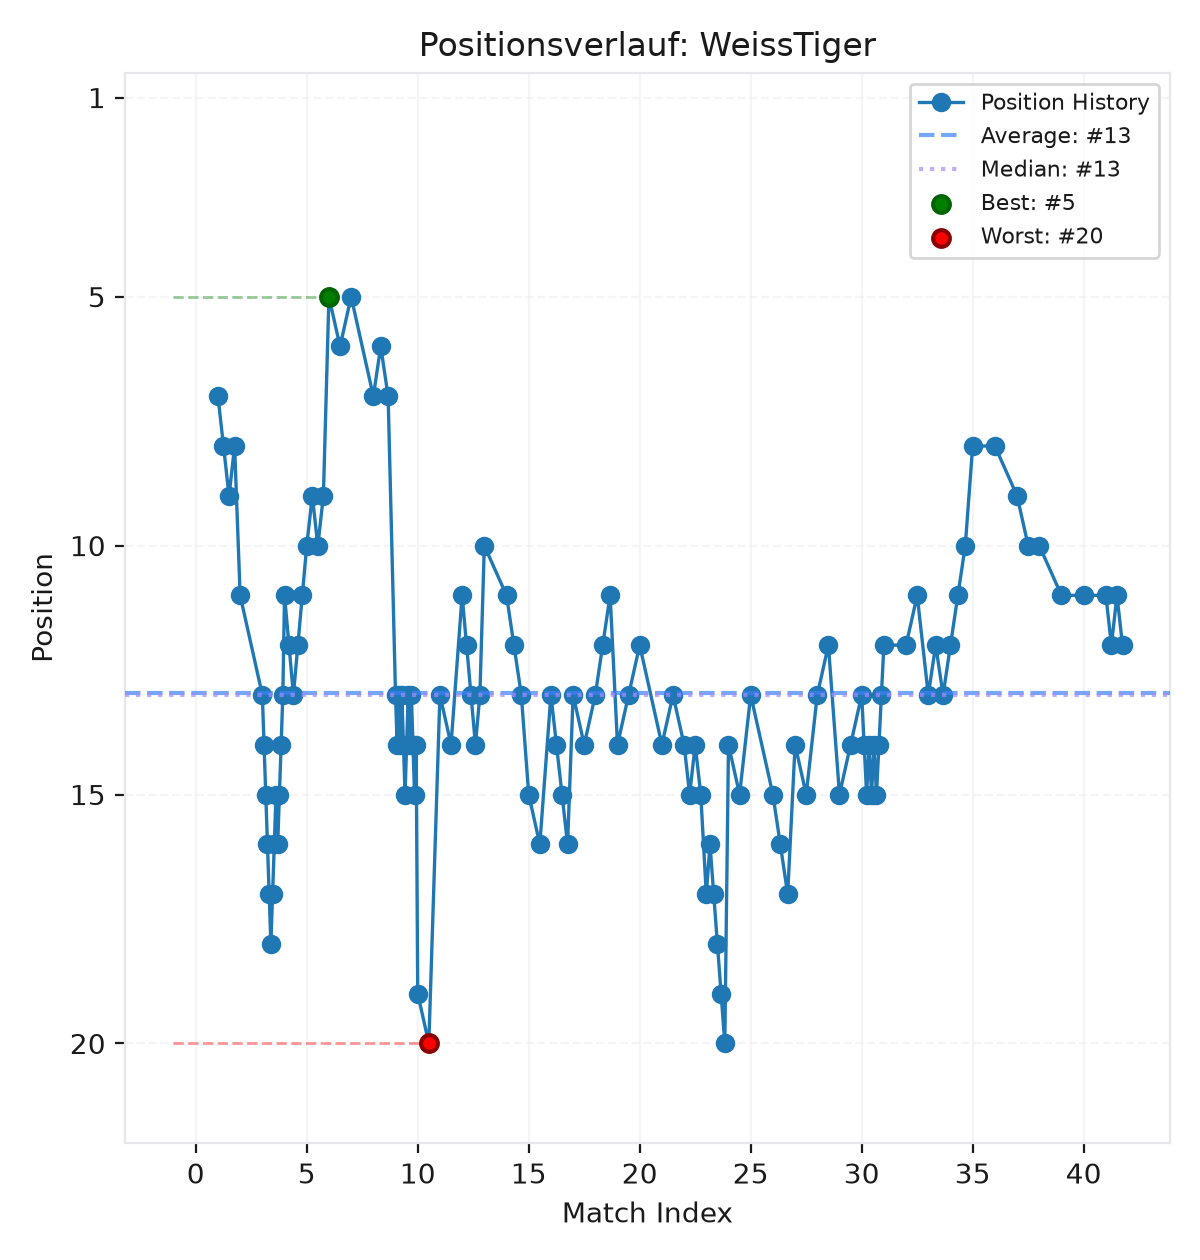 Positionsverlauf: WeissTiger
Position History
Average: #13
Median: #13
Best: #5
Worst: #20
Position
1
5
10
15
20
0 5 10 15 20 25 30 35 40
Match Index